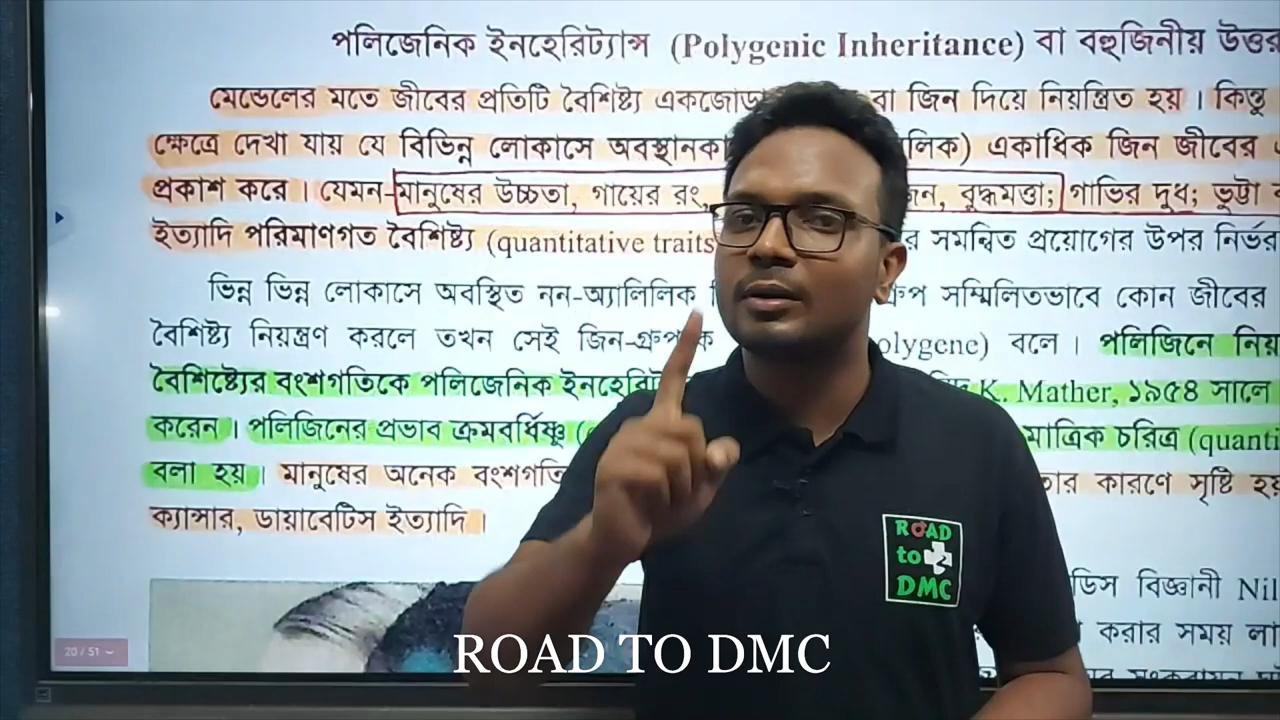 পলিজেনিক ইনহেরিট্যান্স (Polygenic Inheritance) বা বহুজিনীয় উত্তর
মেন্ডেলের মতে জীবের প্রতিটি বৈশিষ্ট্য একজোড়া বা জিন দিয়ে নিয়ন্ত্রিত হয়। কিন্তু
ক্ষেত্রে দেখা যায় যে বিভিন্ন লোকাসে অবস্থানকা লিক) একাধিক জিন জীবের
প্রকাশ করে। যেমন-মানুষের উচ্চতা, গায়ের রং, জন, বুদ্ধমত্তা; গাভির দুধ; ভুট্টা
ইত্যাদি পরিমাণগত বৈশিষ্ট্য (quantitative traits র সমন্বিত প্রয়োগের উপর নির্ভর
ভিন্ন ভিন্ন লোকাসে অবস্থিত নন-অ্যালিলিক রুপ সম্মিলিতভাবে কোন জীবের
বৈশিষ্ট্য নিয়ন্ত্রণ করলে তখন সেই জিন-গ্রুপকে olygene) বলে। পলিজিনে নিয়
বৈশিষ্ট্যের বংশগতিকে পলিজেনিক ইনহেরিট K. Mather, ১৯৫৪ সালে
করেন। পলিজিনের প্রভাব ক্রমবর্ধিষ্ণু ( মাত্রিক চরিত্র (quanti
বলা হয়। মানুষের অনেক বংশগতি তার কারণে সৃষ্টি হয়
ক্যান্সার, ডায়াবেটিস ইত্যাদি।
ডিস বিজ্ঞানী Nil
করার সময় লা
ROAD
to
DMC
20 / 51
ROAD TO DMC